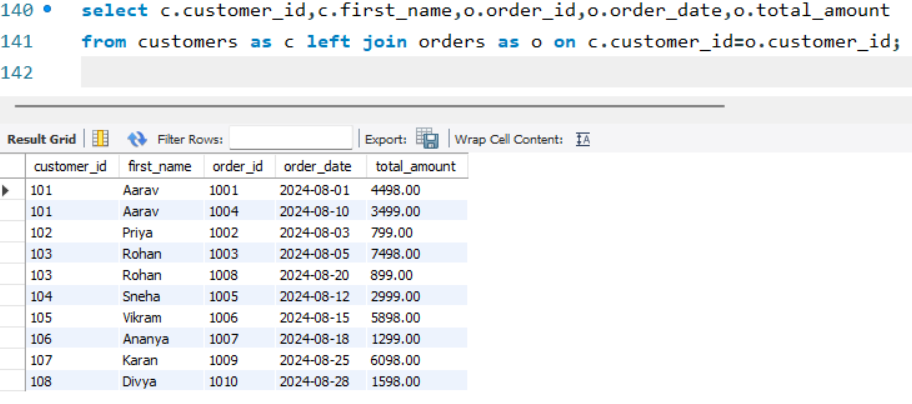 140 select c.customer_id,c.first_name,o.order_id,o.order_date,o.total_amount
141 from customers as c left join orders as o on c.customer_id=o.customer_id;
142
Result Grid Filter Rows: Export: Wrap Cell Content: IA
customer_id first_name order_id order_date total_amount
101 Aarav 1001 2024-08-01 4498.00
101 Aarav 1004 2024-08-10 3499.00
102 Priya 1002 2024-08-03 799.00
103 Rohan 1003 2024-08-05 7498.00
103 Rohan 1008 2024-08-20 899.00
104 Sneha 1005 2024-08-12 2999.00
105 Vikram 1006 2024-08-15 5898.00
106 Ananya 1007 2024-08-18 1299.00
107 Karan 1009 2024-08-25 6098.00
108 Divya 1010 2024-08-28 1598.00